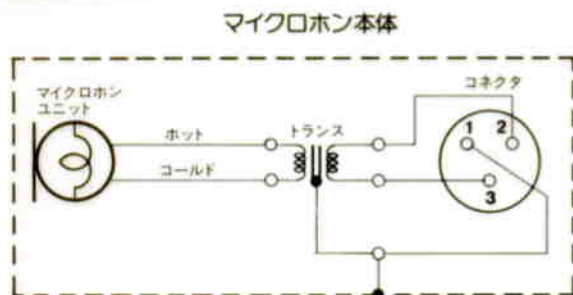 マイクロホン本体
マイクロホン
ユニット
ホット
コールド
トランス
コネクタ
1
2
3